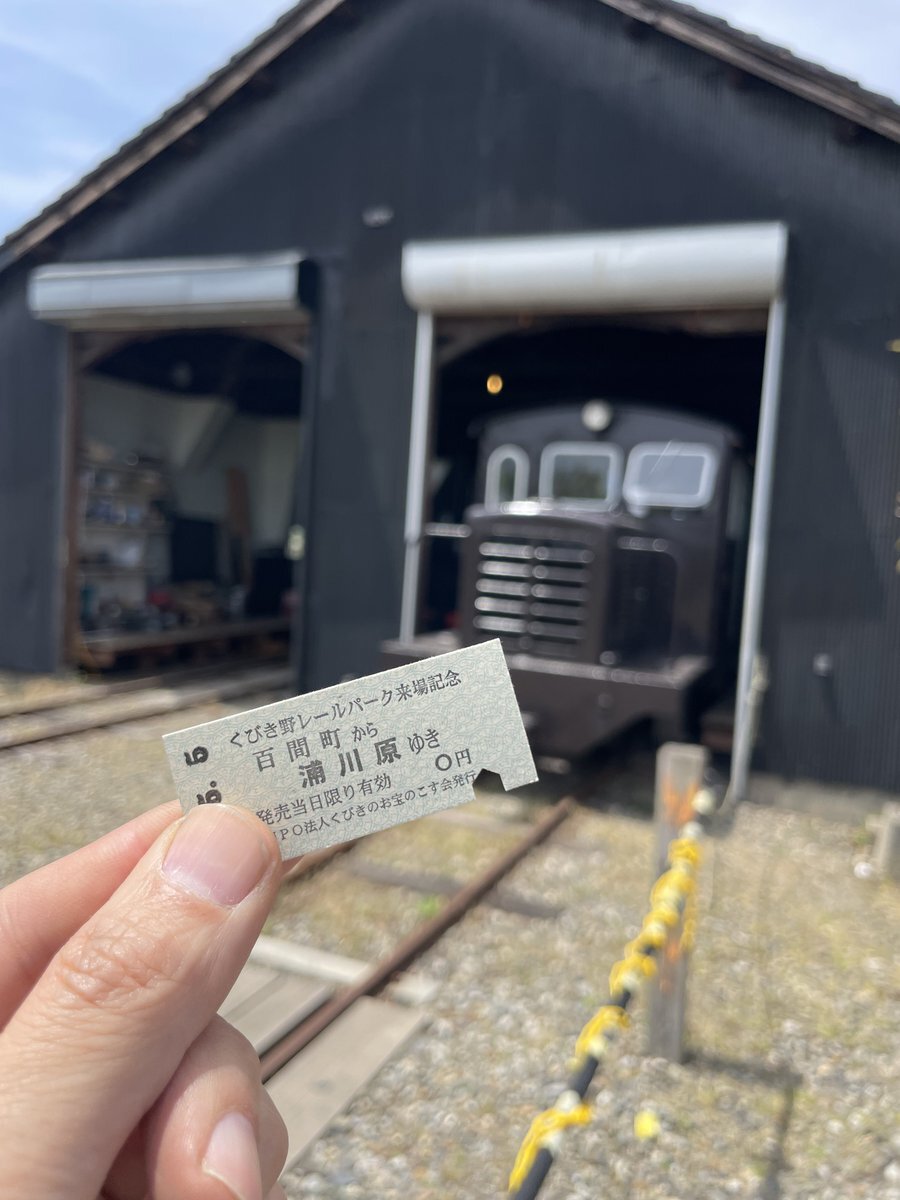 くびき野レールパーク来場記念
百間町から
浦川原ゆき
〇円
発売当日限り有効
PO法人くびきのお宝のこす会発行